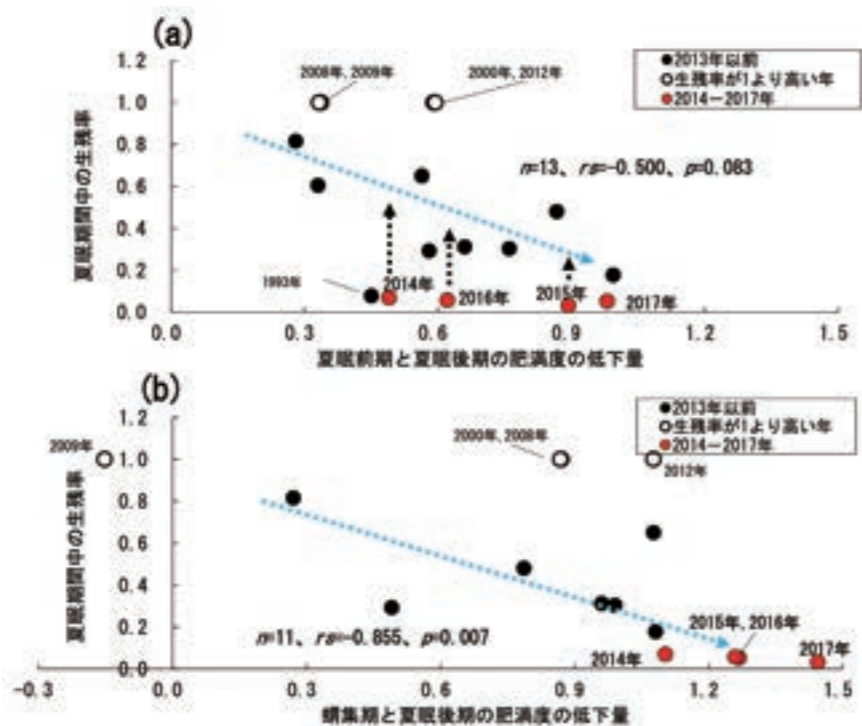 (a)
夏眠期間中の生残率
1.2
1.0
0.8
0.6
0.4
0.2
0.0
2008年、2009年
2000年、2012年
●2013年以前
○生残率が1より高い年
●2014－2017年
n=13、rs=-0.500、p=0.083
1993年
2014年
2016年
2015年
2017年
0.0 0.3 0.6 0.9 1.2 1.5
夏眠前期と夏眠後期の肥満度の低下量
(b)
夏眠期間中の生残率
1.2
1.0
0.8
0.6
0.4
0.2
0.0
2009年
2000年、2008年
2012年
●2013年以前
○生残率が1より高い年
●2014－2017年
n=11、rs=-0.855、p=0.007
2015年、2016年
2014年
2017年
-0.3 0.0 0.3 0.6 0.9 1.2 1.5
蝟集期と夏眠後期の肥満度の低下量